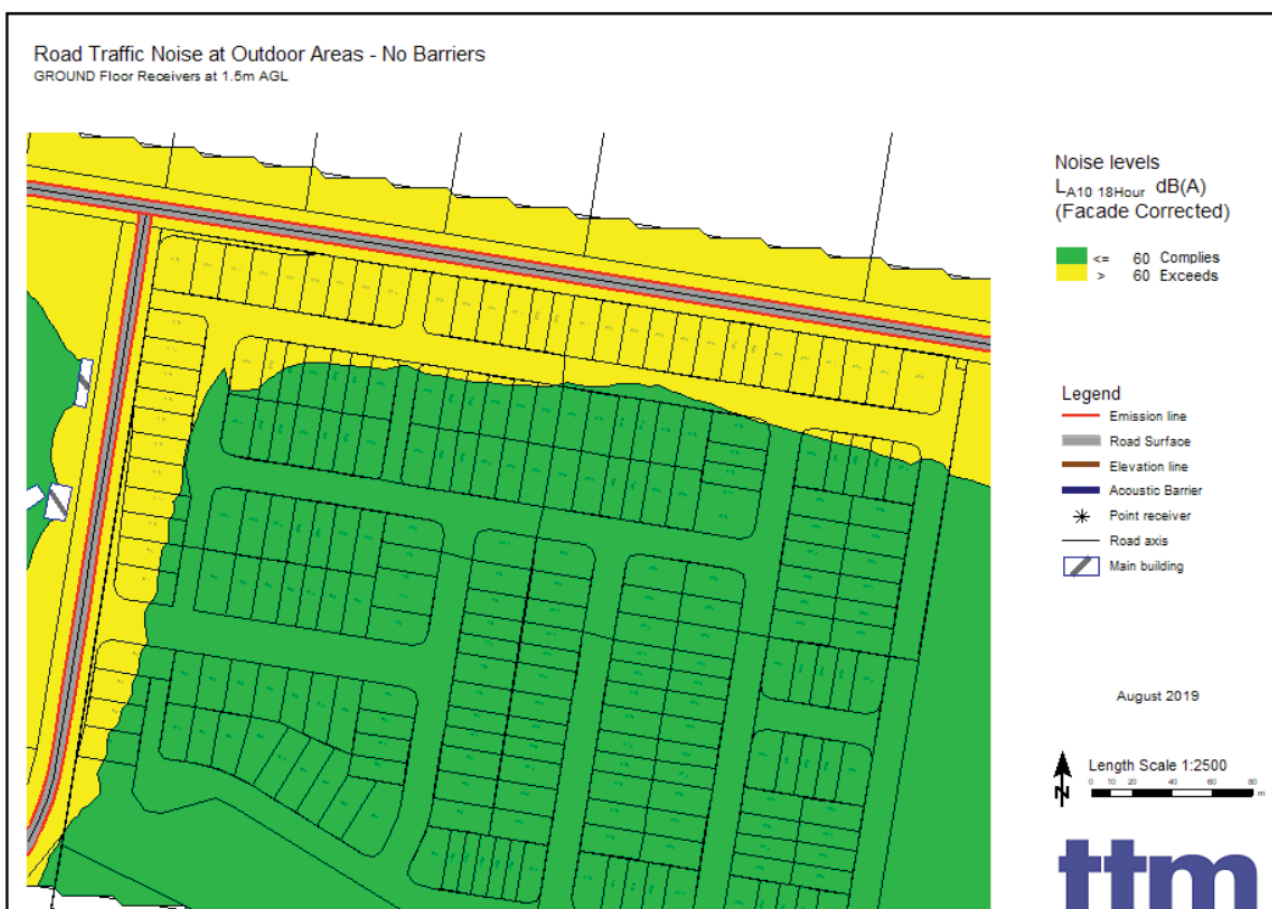 Road Traffic Noise at Outdoor Areas - No Barriers
GROUND Floor Receivers at 1.5m AGL
Noise levels
LA10 18Hour dB(A)
(Facade Corrected)
<= 60 Complies
> 60 Exceeds
Legend
Emission line
Road Surface
Elevation line
Acoustic Barrier
Point receiver
Road axis
Main building
August 2019
Length Scale 1:2500
0 10 20 40 60 80
m
N
ttm